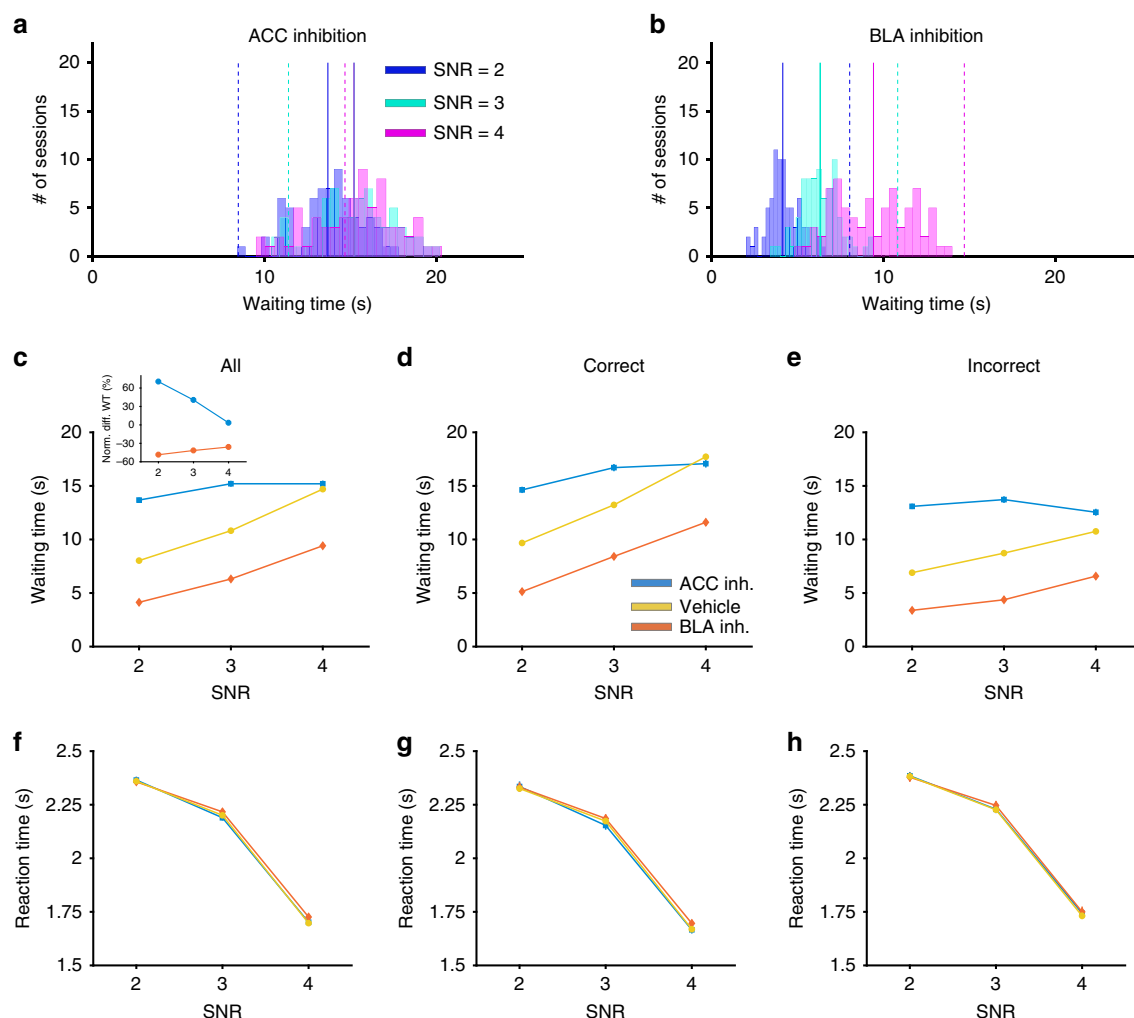 a
ACC inhibition
# of sessions
20
15
10
5
0
0
10
20
Waiting time (s)
SNR = 2
SNR = 3
SNR = 4
b
BLA inhibition
# of sessions
20
15
10
5
0
0
10
20
Waiting time (s)
c
All
Norm. diff. WT (%)
60
30
0
−30
−60
2
3
4
Waiting time (s)
20
15
10
5
0
2
3
4
SNR
d
Correct
Waiting time (s)
20
15
10
5
0
2
3
4
SNR
ACC inh.
Vehicle
BLA inh.
e
Incorrect
Waiting time (s)
20
15
10
5
0
2
3
4
SNR
f
Reaction time (s)
2.5
2.25
2
1.75
1.5
2
3
4
SNR
g
Reaction time (s)
2.5
2.25
2
1.75
1.5
2
3
4
SNR
h
Reaction time (s)
2.5
2.25
2
1.75
1.5
2
3
4
SNR